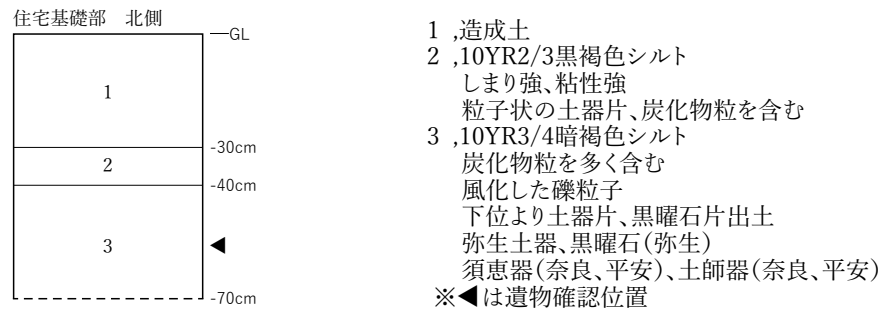 住宅基礎部　北側
GL
1
-30cm
2
-40cm
3
-70cm
1 ,造成土
2 ,10YR2/3黒褐色シルト
しまり強、粘性強
粒子状の土器片、炭化物粒を含む
3 ,10YR3/4暗褐色シルト
炭化物粒を多く含む
風化した礫粒子
下位より土器片、黒曜石片出土
弥生土器、黒曜石(弥生)
須恵器(奈良、平安)、土師器(奈良、平安)
※◀は遺物確認位置